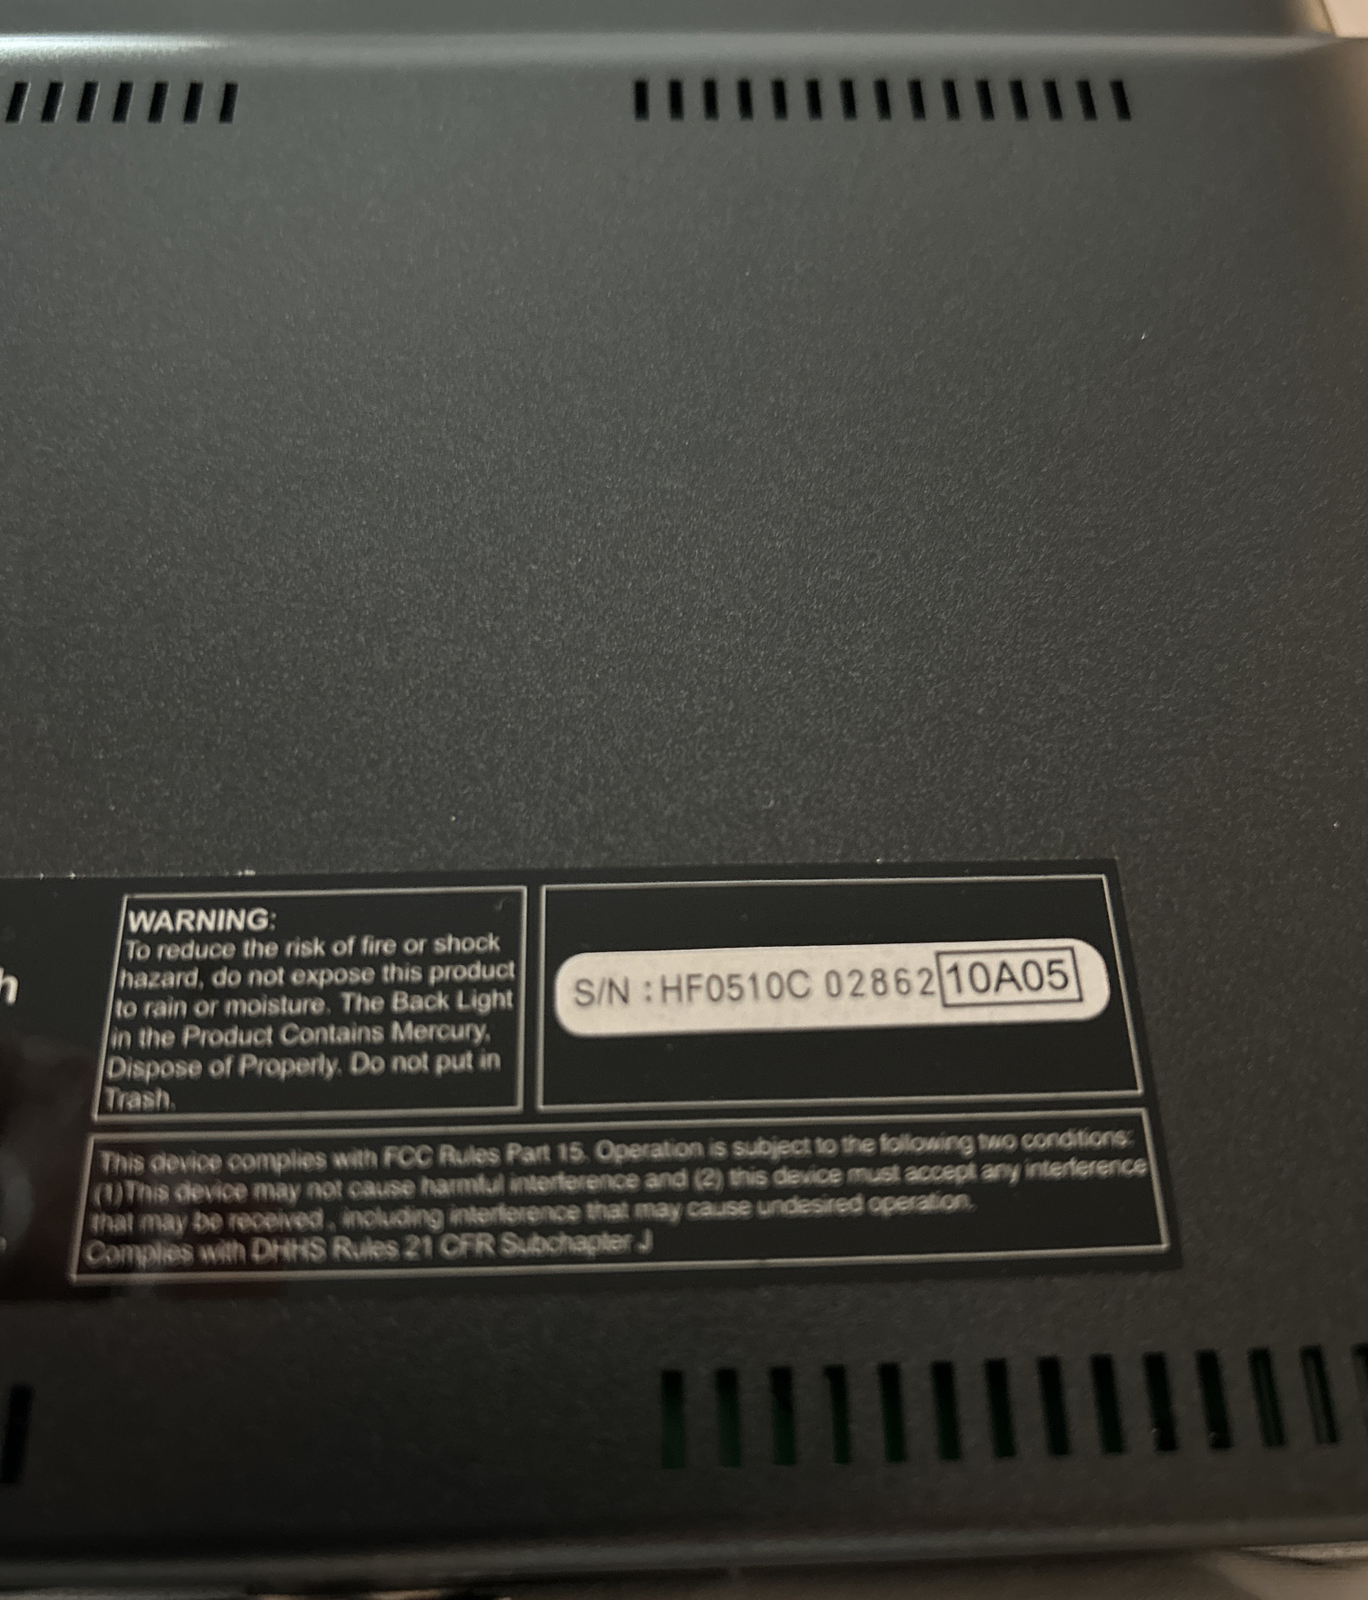 WARNING:
To reduce the risk of fire or shock
hazard, do not expose this product
to rain or moisture. The Back Light
in the Product Contains Mercury,
Dispose of Properly. Do not put in
Trash.
S/N : HF0510C 02862 10A05
This device complies with FCC Rules Part 15. Operation is subject to the following two conditions:
(1)This device may not cause harmful interference and (2) this device must accept any interference
that may be received , including interference that may cause undesired operation.
Complies with DHHS Rules 21 CFR Subchapter J